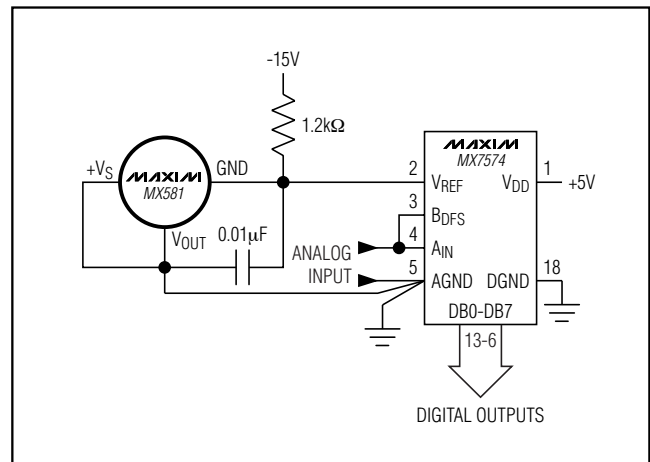 -15V
1.2kΩ
+VS
MAXIM
MX581
GND
VOUT
0.01μF
MAXIM
MX7574
2
VREF
VDD
1
+5V
3
BDFS
4
AIN
ANALOG
INPUT
5
AGND
DGND
18
DB0-DB7
13-6
DIGITAL OUTPUTS